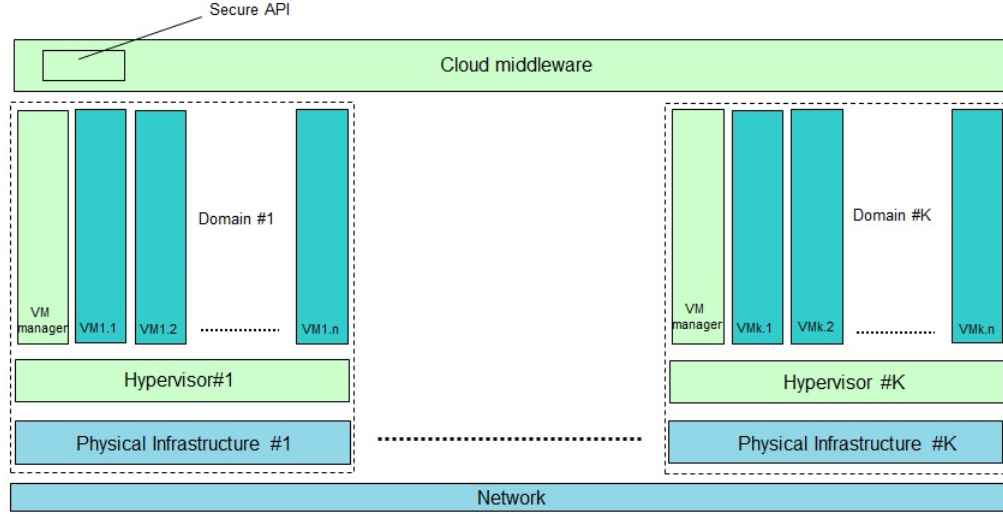 Secure API
Cloud middleware
Domain #1
VM
manager
VM1.1
VM1.2
VM1.n
Domain #K
VM
manager
VMk.1
VMk.2
VMk.n
Hypervisor#1
Hypervisor #K
Physical Infrastructure #1
Physical Infrastructure #K
Network